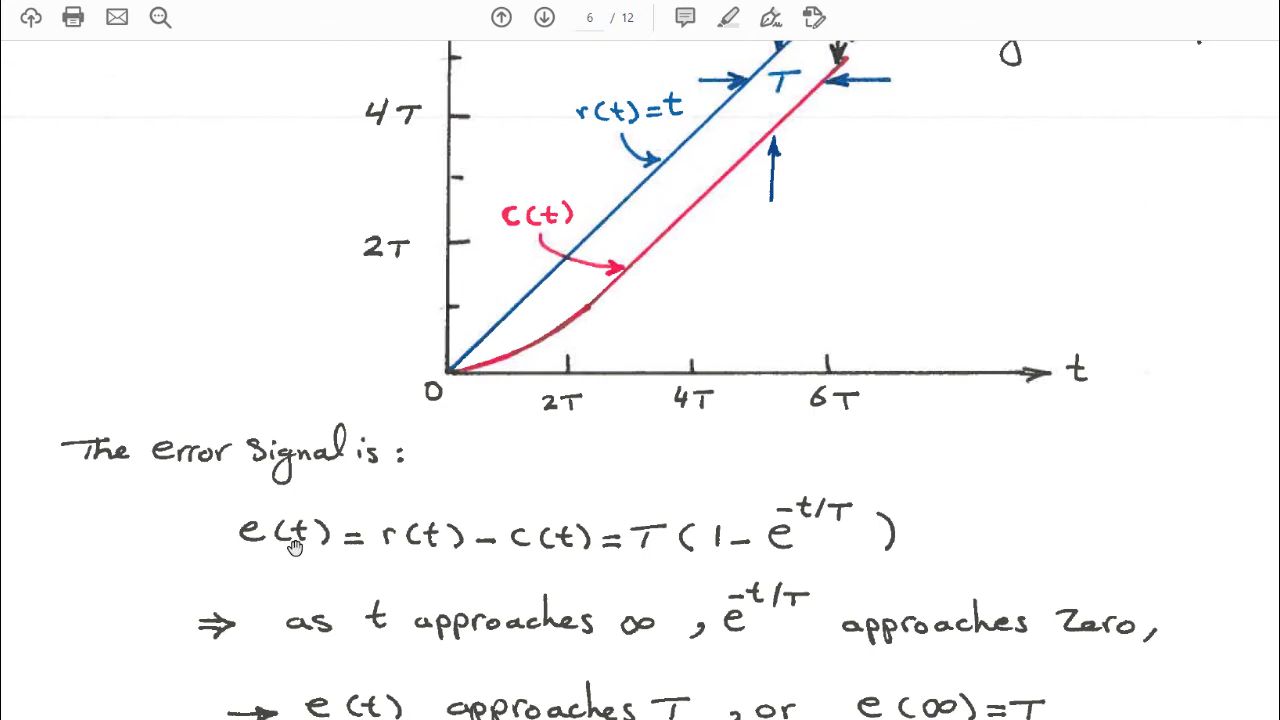 6 / 12
T
4T
r(t)=t
c(t)
2T
t
0
2T 4T 6T
The error signal is :
e(t) = r(t) - c(t) = T(1 - e^{-t/T})
⇒ as t approaches ∞, e^{-t/T} approaches zero,
→ e(t) approaches T, or e(∞)=T